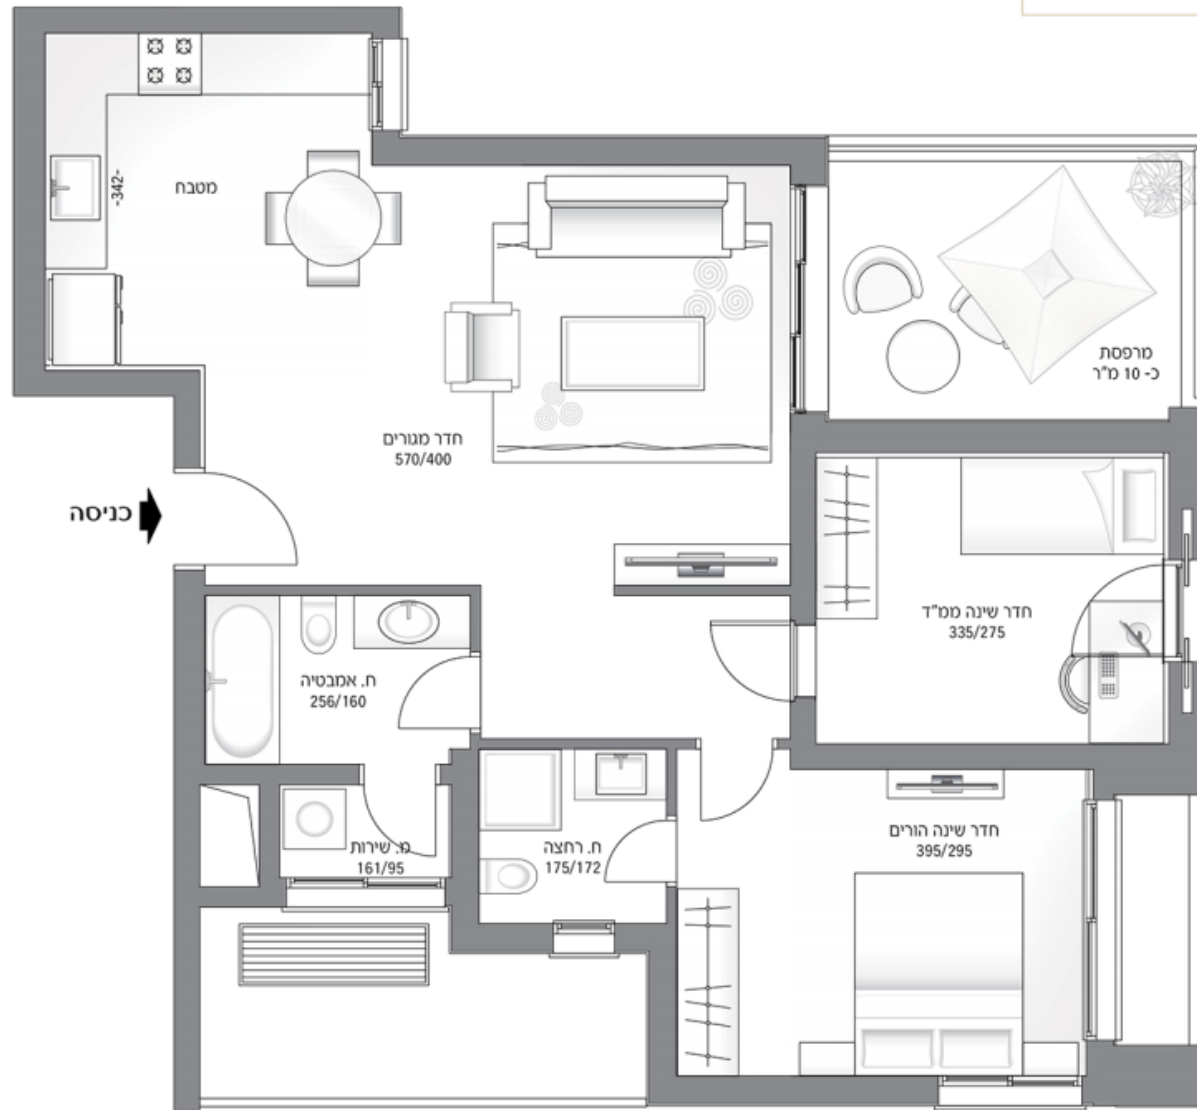 -342-
מטבח
מרפסת
כ- 10 מ"ר
חדר מגורים
570/400
כניסה
חדר שינה ממ"ד
335/275
ח. אמבטיה
256/160
חדר שינה הורים
395/295
מ. שירות
161/95
ח. רחצה
175/172